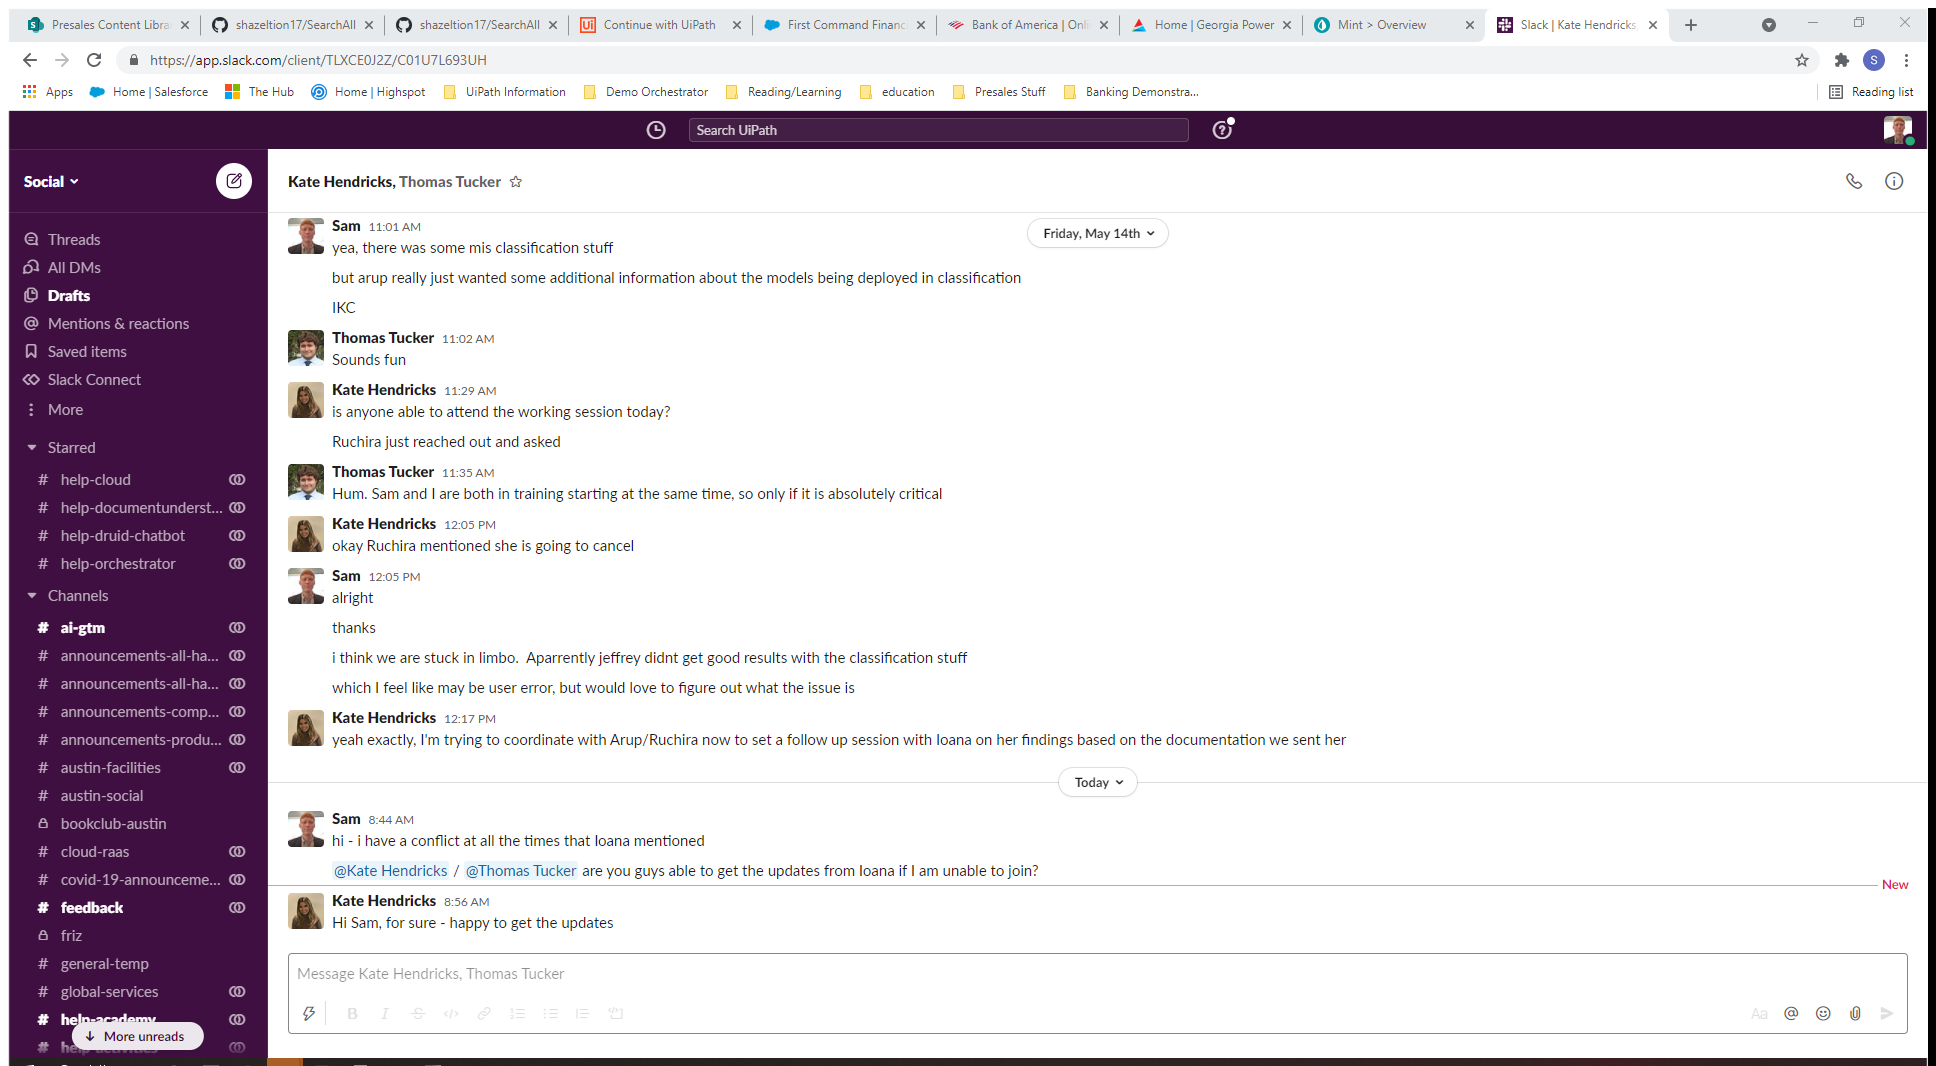 Presales Content Libra
shazeltion17/SearchAll
shazeltion17/SearchAll
Continue with UiPath
First Command Financ
Bank of America | Onl
Home | Georgia Power
Mint > Overview
Slack | Kate Hendricks,
https://app.slack.com/client/TLXCE0J2Z/C01U7L693UH
S
Apps
Home | Salesforce
The Hub
Home | Highspot
UiPath Information
Demo Orchestrator
Reading/Learning
education
Presales Stuff
Banking Demonstra...
Reading list
Search UiPath
Social
Threads
All DMs
Drafts
Mentions & reactions
Saved items
Slack Connect
More
Starred
# help-cloud
# help-documentunderst...
# help-druid-chatbot
# help-orchestrator
Channels
# ai-gtm
# announcements-all-ha...
# announcements-all-ha...
# announcements-comp...
# announcements-produ...
# austin-facilities
# austin-social
bookclub-austin
# cloud-raas
# covid-19-announceme...
# feedback
friz
# general-temp
# global-services
# help-academy
More unreads
# help-activities
Kate Hendricks, Thomas Tucker
Friday, May 14th
Sam 11:01 AM
yea, there was some mis classification stuff
but arup really just wanted some additional information about the models being deployed in classification
IKC
Thomas Tucker 11:02 AM
Sounds fun
Kate Hendricks 11:29 AM
is anyone able to attend the working session today?
Ruchira just reached out and asked
Thomas Tucker 11:35 AM
Hum. Sam and I are both in training starting at the same time, so only if it is absolutely critical
Kate Hendricks 12:05 PM
okay Ruchira mentioned she is going to cancel
Sam 12:05 PM
alright
thanks
i think we are stuck in limbo.  Aparrently jeffrey didnt get good results with the classification stuff
which I feel like may be user error, but would love to figure out what the issue is
Kate Hendricks 12:17 PM
yeah exactly, I'm trying to coordinate with Arup/Ruchira now to set a follow up session with Ioana on her findings based on the documentation we sent her
Today
Sam 8:44 AM
hi - i have a conflict at all the times that Ioana mentioned
@Kate Hendricks / @Thomas Tucker are you guys able to get the updates from Ioana if I am unable to join?
New
Kate Hendricks 8:56 AM
Hi Sam, for sure - happy to get the updates
Message Kate Hendricks, Thomas Tucker
B I S </> Aa @